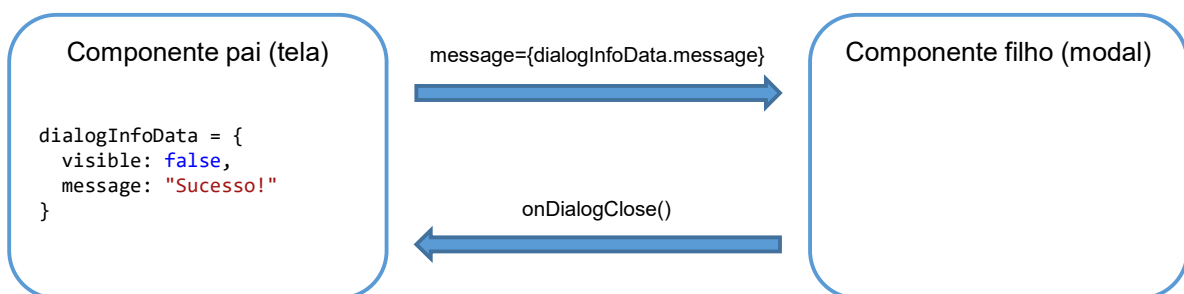 Componente pai (tela)
dialogInfoData = {
  visible: false,
  message: "Sucesso!"
}
message={dialogInfoData.message}
onDialogClose()
Componente filho (modal)